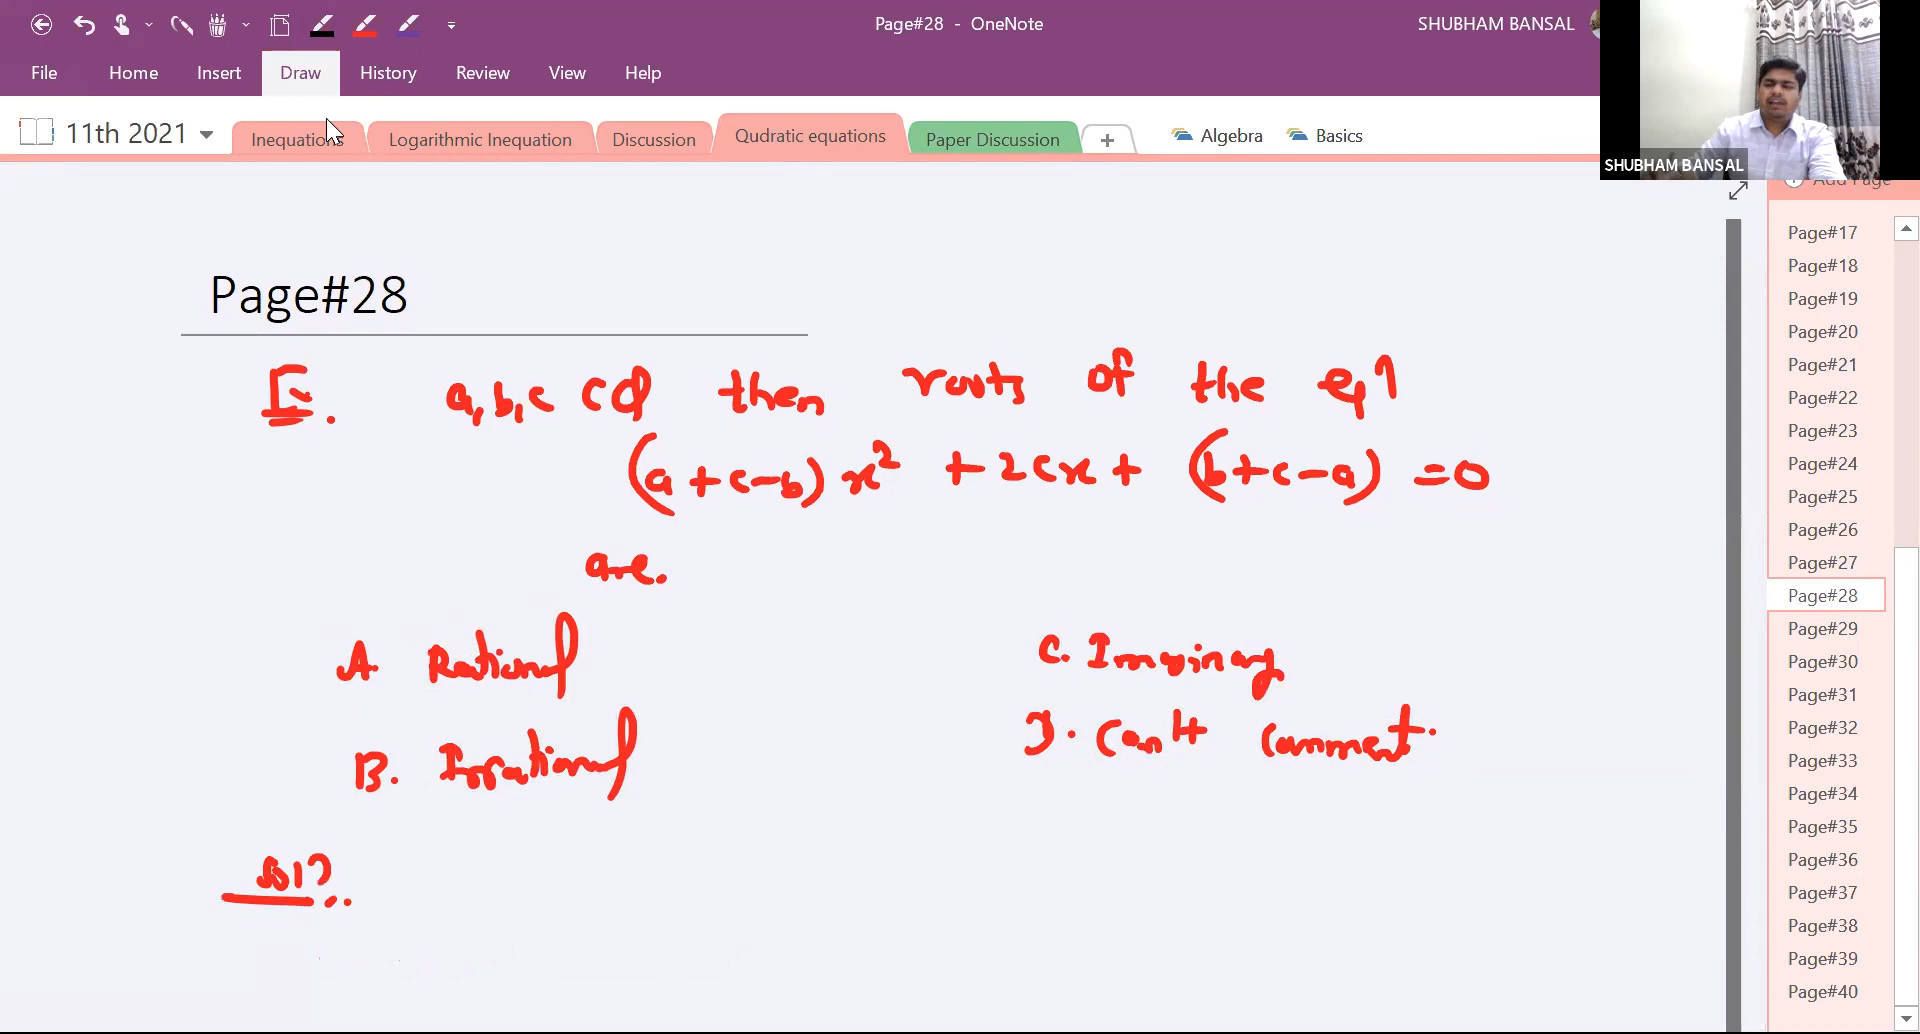 Page#28 - OneNote
SHUBHAM BANSAL
File Home Insert Draw History Review View Help
11th 2021
Inequations Logarithmic Inequation Discussion Qudratic equations Paper Discussion + Algebra Basics
SHUBHAM BANSAL
Add Page
Page#28
Ex. a, b, c ∈ Q then roots of the eqn
(a+c-b)x² + 2cx + (b+c-a) = 0
are.
A. Rational
B. Irrational
C. Imaginary
D. Can't comment.
Soln:
Page#17
Page#18
Page#19
Page#20
Page#21
Page#22
Page#23
Page#24
Page#25
Page#26
Page#27
Page#28
Page#29
Page#30
Page#31
Page#32
Page#33
Page#34
Page#35
Page#36
Page#37
Page#38
Page#39
Page#40